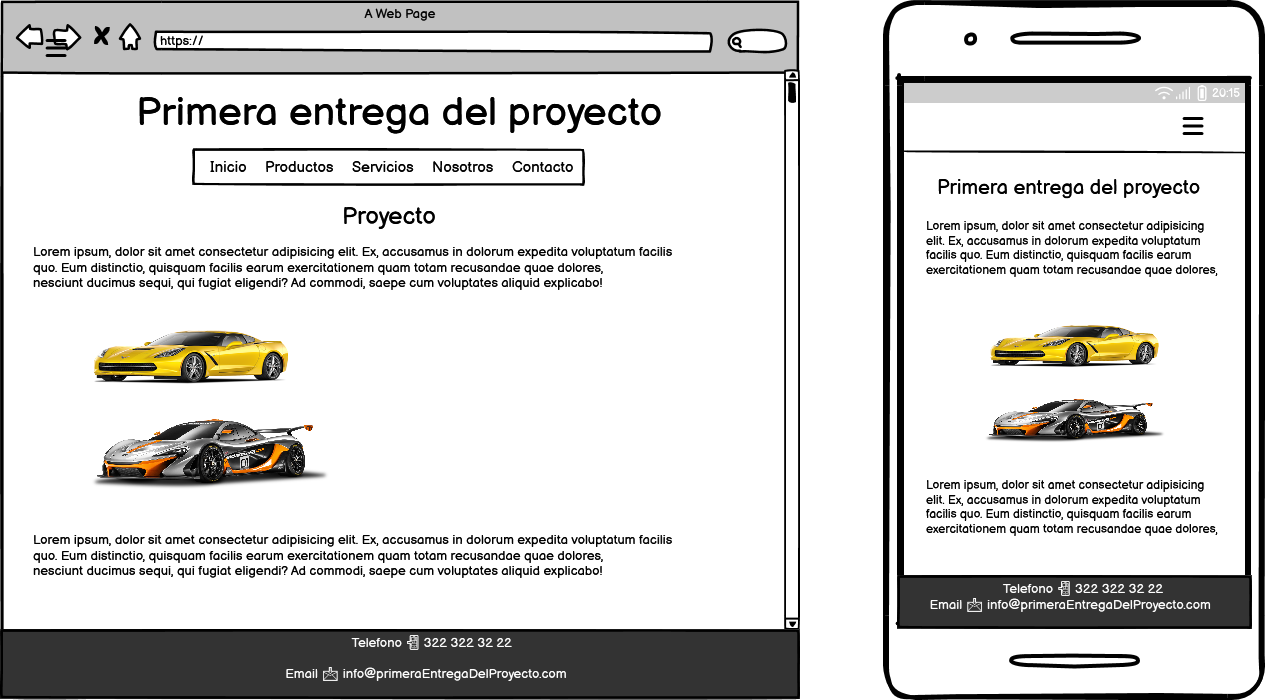 A Web Page
https://
Primera entrega del proyecto
Inicio Productos Servicios Nosotros Contacto
Proyecto
Lorem ipsum, dolor sit amet consectetur adipisicing elit. Ex, accusamus in dolorum expedita voluptatum facilis
quo. Eum distinctio, quisquam facilis earum exercitationem quam totam recusandae quae dolores,
nesciunt ducimus sequi, qui fugiat eligendi? Ad commodi, saepe cum voluptates aliquid explicabo!
Lorem ipsum, dolor sit amet consectetur adipisicing elit. Ex, accusamus in dolorum expedita voluptatum facilis
quo. Eum distinctio, quisquam facilis earum exercitationem quam totam recusandae quae dolores,
nesciunt ducimus sequi, qui fugiat eligendi? Ad commodi, saepe cum voluptates aliquid explicabo!
Telefono 322 322 32 22
Email info@primeraEntregaDelProyecto.com
20:15
Primera entrega del proyecto
Lorem ipsum, dolor sit amet consectetur adipisicing
elit. Ex, accusamus in dolorum expedita voluptatum
facilis quo. Eum distinctio, quisquam facilis earum
exercitationem quam totam recusandae quae dolores,
Lorem ipsum, dolor sit amet consectetur adipisicing
elit. Ex, accusamus in dolorum expedita voluptatum
facilis quo. Eum distinctio, quisquam facilis earum
exercitationem quam totam recusandae quae dolores,
Telefono 322 322 32 22
Email info@primeraEntregaDelProyecto.com